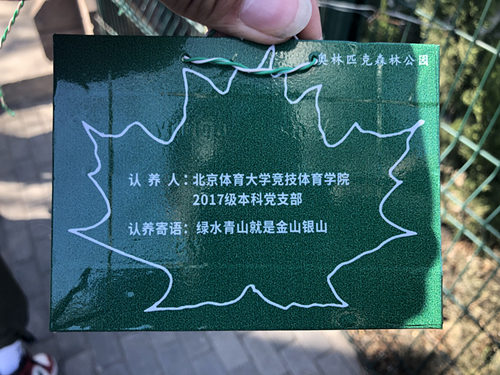 奥林匹克森林公园
认养人：北京体育大学竞技体育学院
2017级本科党支部
认养寄语：绿水青山就是金山银山